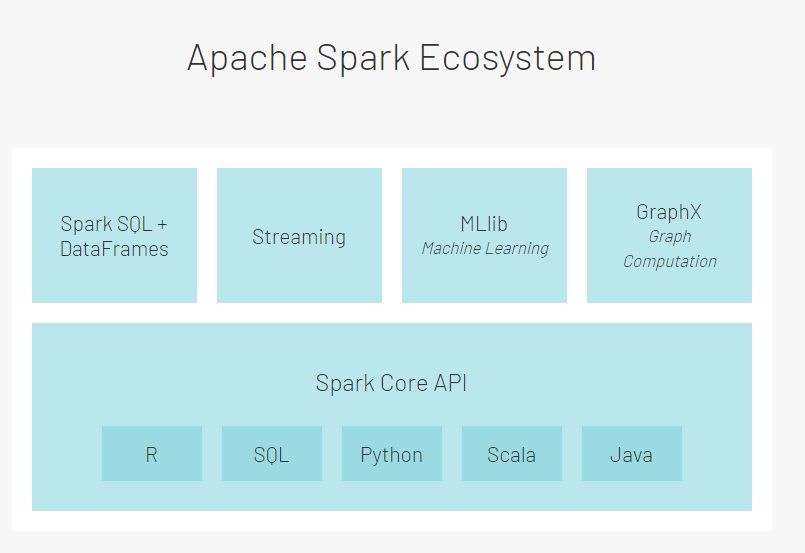 Apache Spark Ecosystem
Spark SQL +
DataFrames
Streaming
MLlib
Machine Learning
GraphX
Graph
Computation
Spark Core API
R
SQL
Python
Scala
Java